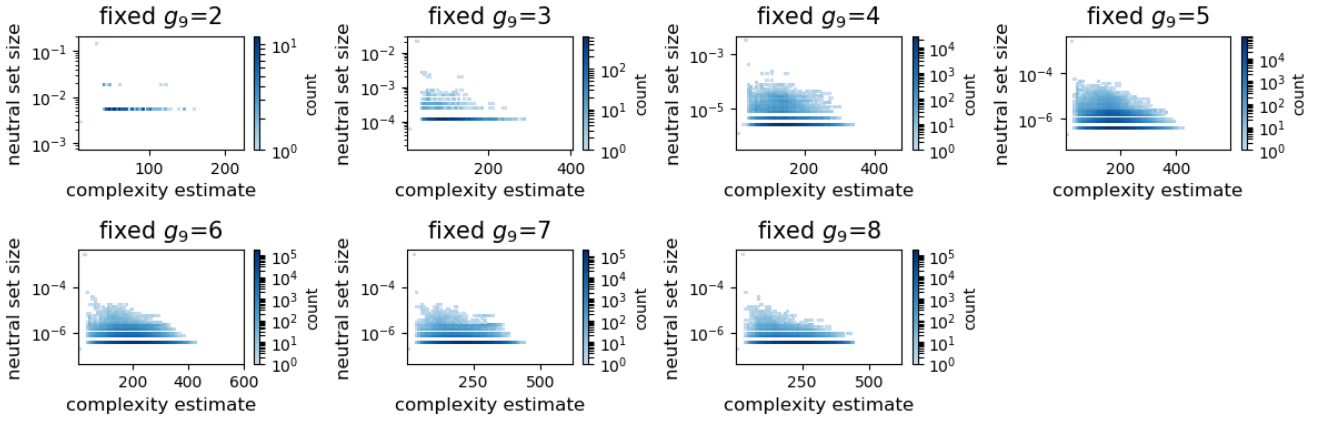 fixed g₉=2
neutral set size
10⁻¹
10⁻²
10⁻³
100
200
complexity estimate
10¹
10⁰
count
fixed g₉=3
neutral set size
10⁻²
10⁻³
10⁻⁴
200
400
complexity estimate
10²
10¹
10⁰
count
fixed g₉=4
neutral set size
10⁻³
10⁻⁵
200
400
complexity estimate
10⁴
10³
10²
10¹
10⁰
count
fixed g₉=5
neutral set size
10⁻⁴
10⁻⁶
200
400
complexity estimate
10⁴
10³
10²
10¹
10⁰
count
fixed g₉=6
neutral set size
10⁻⁴
10⁻⁶
200
400
600
complexity estimate
10⁵
10⁴
10³
10²
10¹
10⁰
count
fixed g₉=7
neutral set size
10⁻⁴
10⁻⁶
250
500
complexity estimate
10⁵
10⁴
10³
10²
10¹
10⁰
count
fixed g₉=8
neutral set size
10⁻⁴
10⁻⁶
250
500
complexity estimate
10⁵
10⁴
10³
10²
10¹
10⁰
count